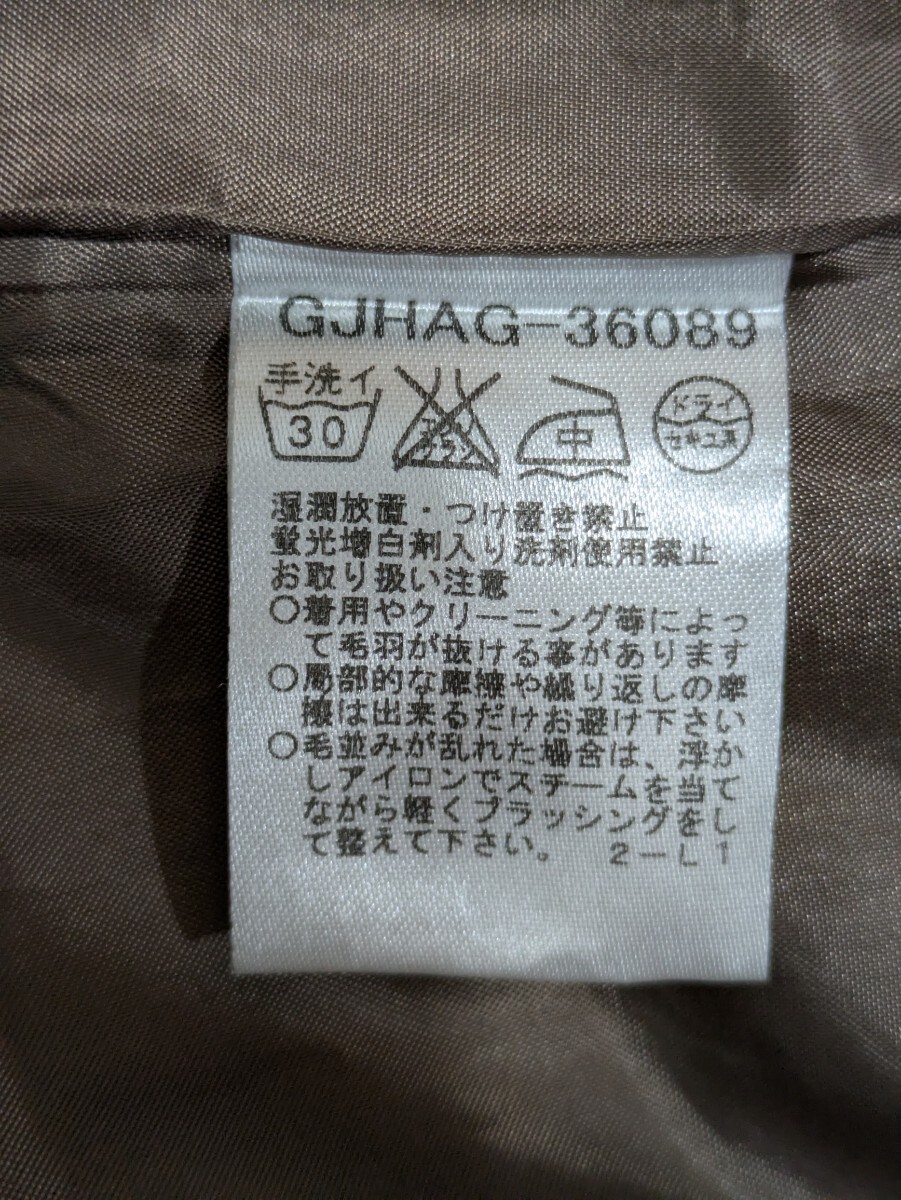 GJHAG-36089
手洗イ
30
エンソ
サラシ
中
ドライ
セキユ系
湿潤放置・つけ置き禁止
蛍光増白剤入り洗剤使用禁止
お取り扱い注意
○着用やクリーニング等によっ
て毛羽が抜ける事があります
○局部的な摩擦や繰り返しの摩
擦は出来るだけお避け下さい
○毛並みが乱れた場合は、浮か
しアイロンでスチームを当て
ながら軽くブラッシングをし
て整えて下さい。 2-L1